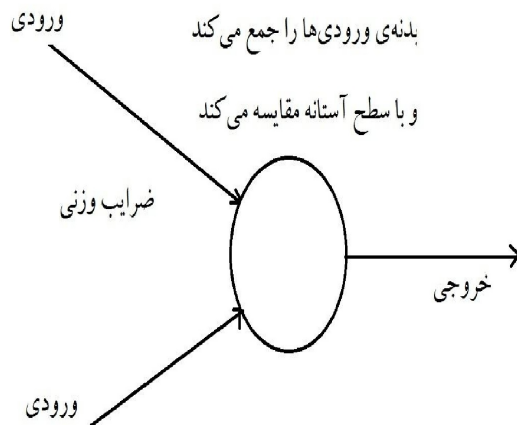 ورودی
بدنه‌ی ورودی‌ها را جمع می‌کند
و با سطح آستانه مقایسه می‌کند
ضرایب وزنی
خروجی
ورودی